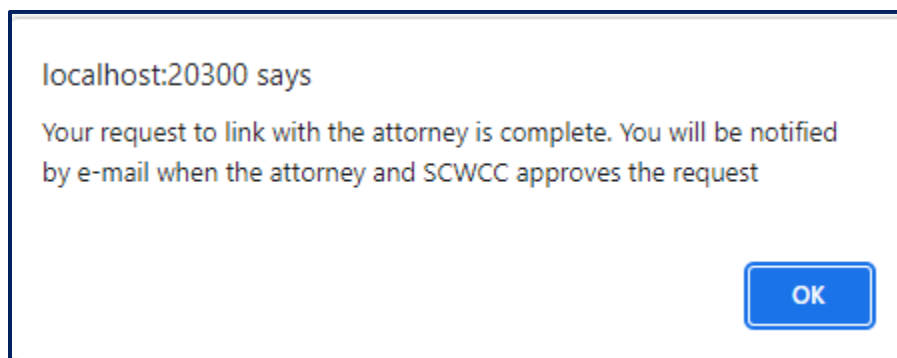 localhost:20300 says
Your request to link with the attorney is complete. You will be notified
by e-mail when the attorney and SCWCC approves the request
OK